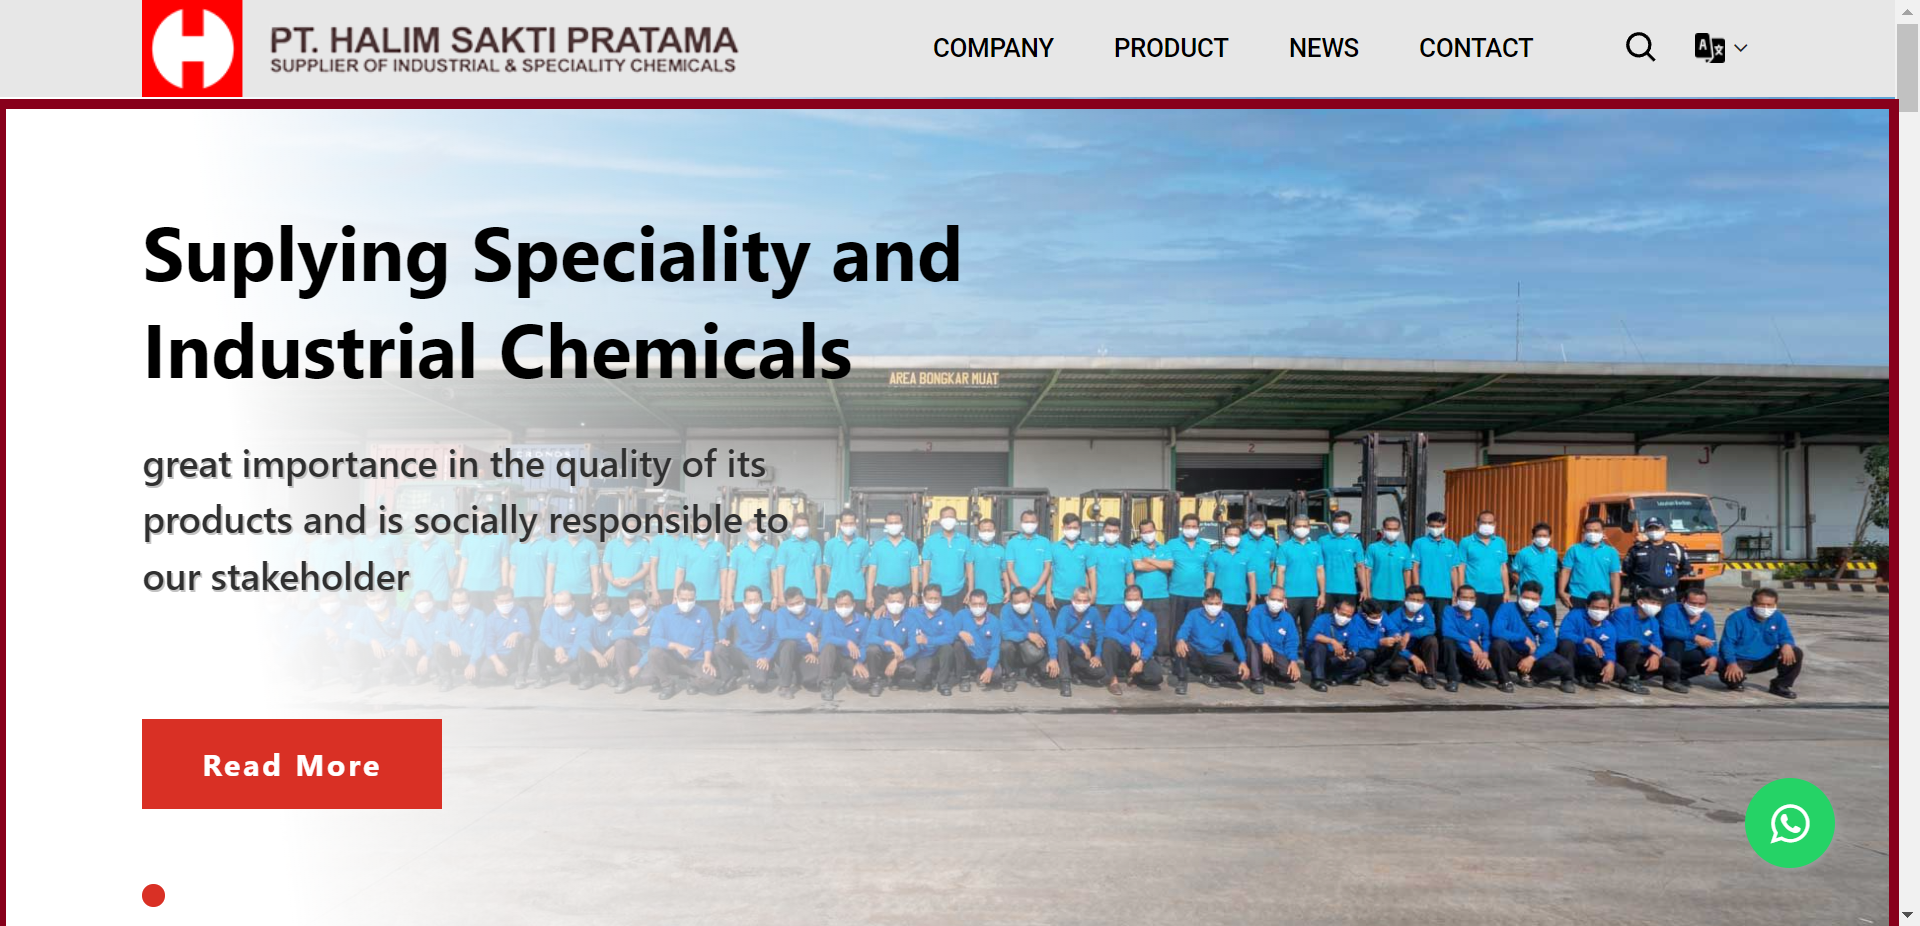 PT. HALIM SAKTI PRATAMA
SUPPLIER OF INDUSTRIAL & SPECIALITY CHEMICALS
COMPANY PRODUCT NEWS CONTACT
Suplying Speciality and
Industrial Chemicals
AREA BONGKAR MUAT
great importance in the quality of its
products and is socially responsible to
our stakeholder
2
Read More